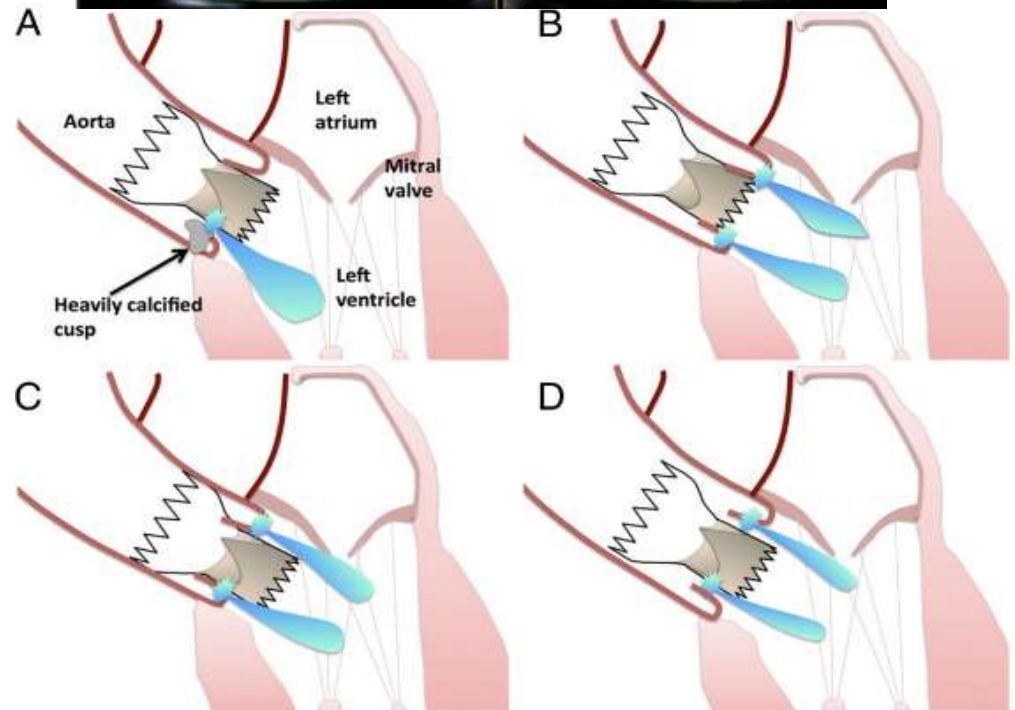 A
B
Aorta
Left
atrium
Mitral
valve
Left
ventricle
Heavily calcified
cusp
C
D